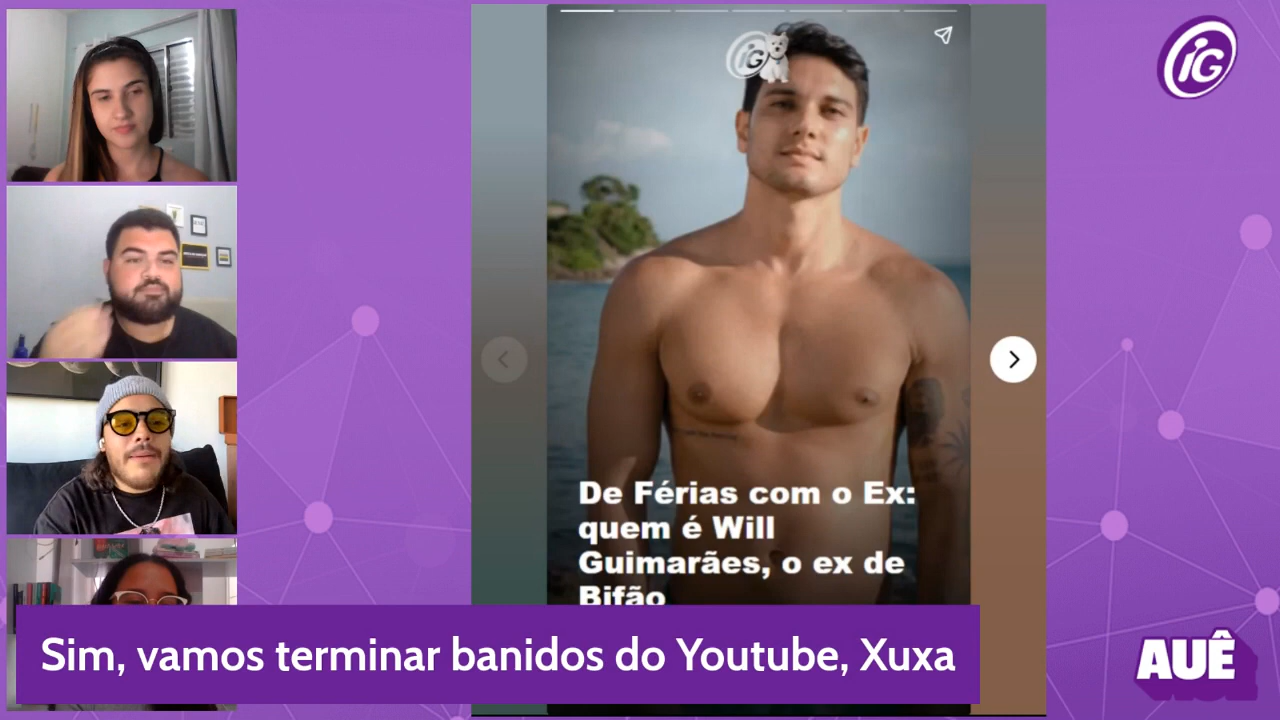 iG
iG
De Férias com o Ex:
quem é Will
Guimarães, o ex de
Bifão
Sim, vamos terminar banidos do Youtube, Xuxa
AUÊ